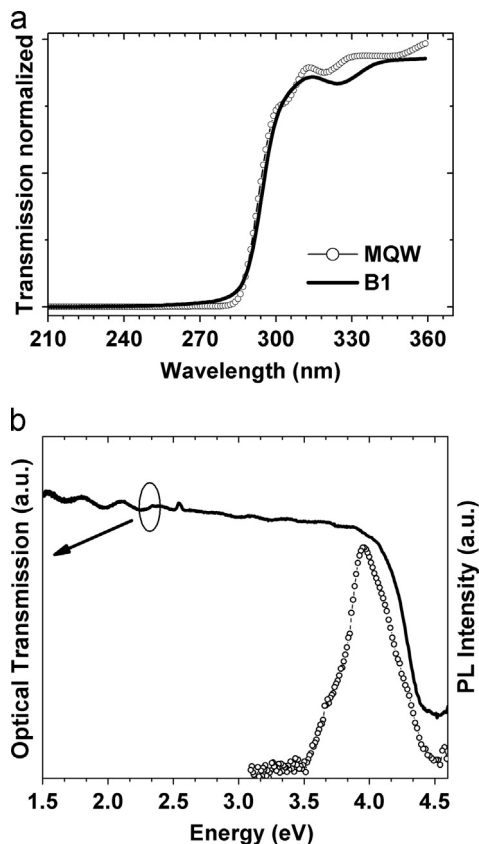 a
Transmission normalized
MQW
B1
210 240 270 300 330 360
Wavelength (nm)
b
Optical Transmission (a.u.)
PL Intensity (a.u.)
1.5 2.0 2.5 3.0 3.5 4.0 4.5
Energy (eV)